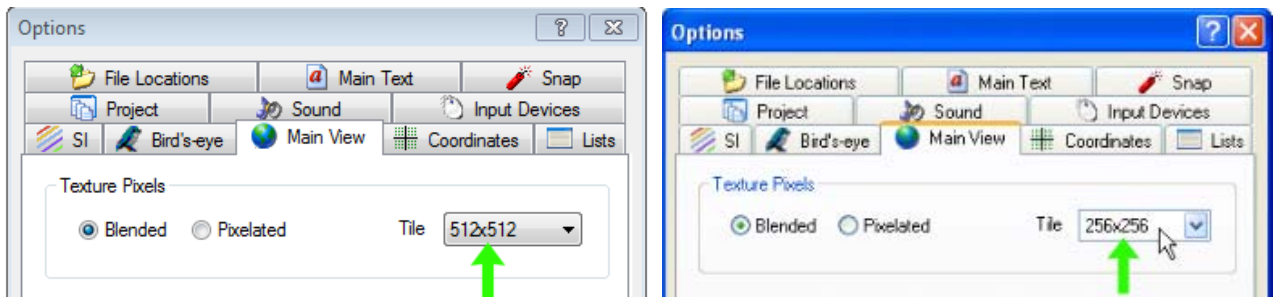 Options
File Locations Main Text Snap
Project Sound Input Devices
SI Bird's-eye Main View Coordinates Lists
Texture Pixels
Blended Pixelated Tile 512x512
Options
File Locations Main Text Snap
Project Sound Input Devices
SI Bird's-eye Main View Coordinates Lists
Texture Pixels
Blended Pixelated Tile 256x256